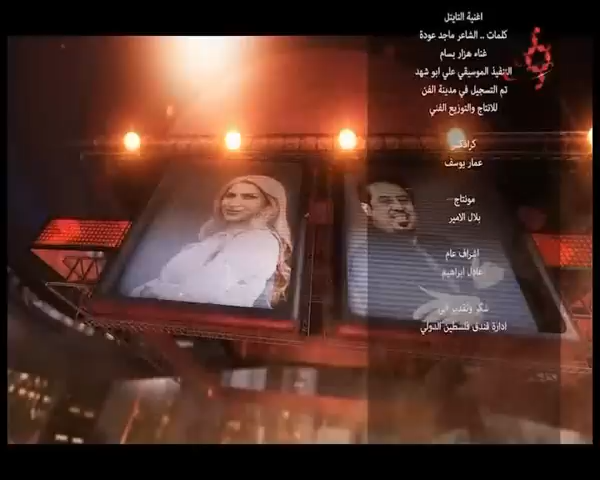 اغنية التايتل
كلمات .. الشاعر ماجد عودة
غناء هزار بسام
التنفيذ الموسيقي علي ابو شهد
تم التسجيل في مدينة الفن
للانتاج والتوزيع الفني
كرافكس
عمار يوسف
مونتاج
بلال الامير
اشراف عام
عادل ابراهيم
شكر وتقدير الى
ادارة فندق فلسطين الدولي